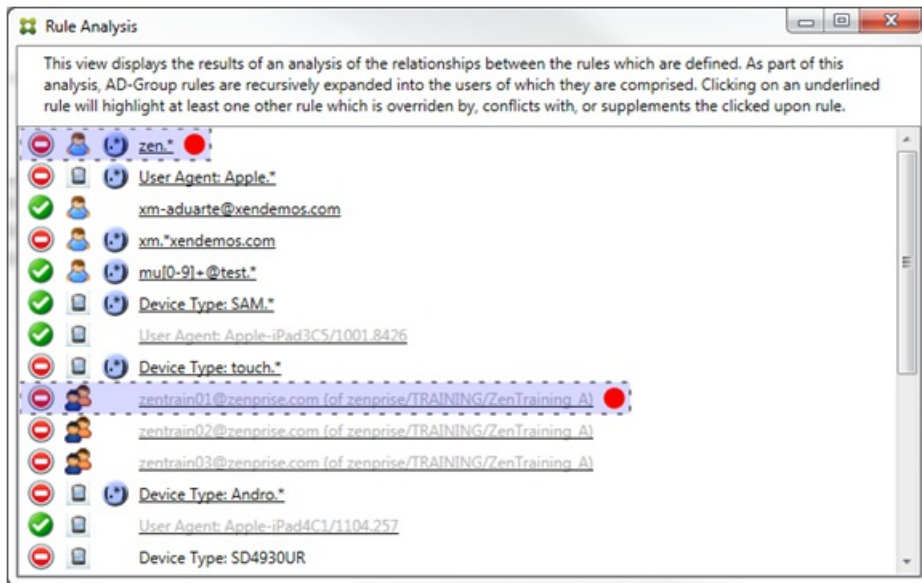 Rule Analysis
This view displays the results of an analysis of the relationships between the rules which are defined. As part of this
analysis, AD-Group rules are recursively expanded into the users of which they are comprised. Clicking on an underlined
rule will highlight at least one other rule which is overriden by, conflicts with, or supplements the clicked upon rule.
(.*) zen.*
(.*) User Agent: Apple.*
xm-aduarte@xendemos.com
(.*) xm.*xendemos.com
(.*) mu[0-9]+@test.*
(.*) Device Type: SAM.*
User Agent: Apple-iPad3C5/1001.8426
(.*) Device Type: touch.*
zentrain01@zenprise.com (of zenprise/TRAINING/ZenTraining_A)
zentrain02@zenprise.com (of zenprise/TRAINING/ZenTraining_A)
zentrain03@zenprise.com (of zenprise/TRAINING/ZenTraining_A)
(.*) Device Type: Andro.*
User Agent: Apple-iPad4C1/1104.257
Device Type: SD4930UR